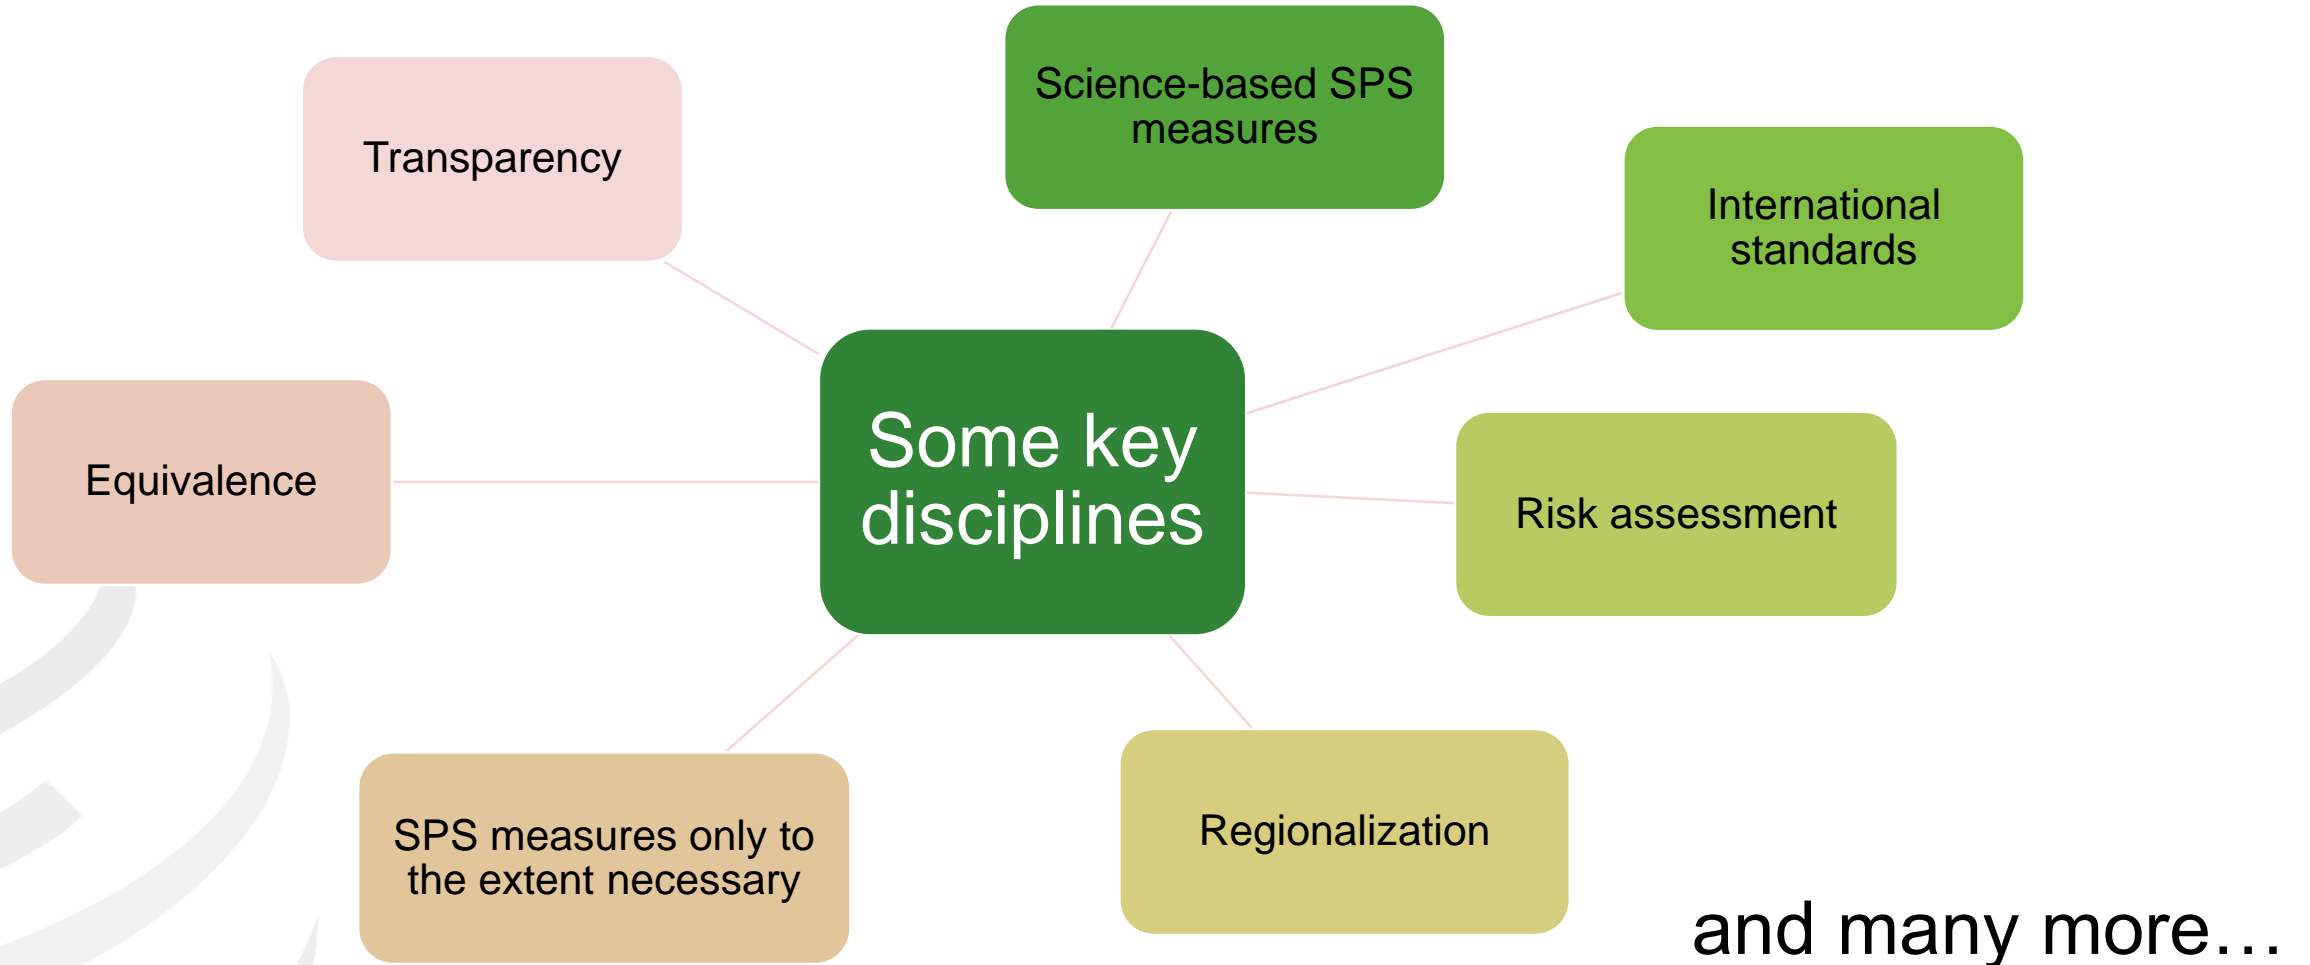 Science-based SPS
measures
Transparency
International
standards
Some key
disciplines
Equivalence
Risk assessment
SPS measures only to
the extent necessary
Regionalization
and many more…